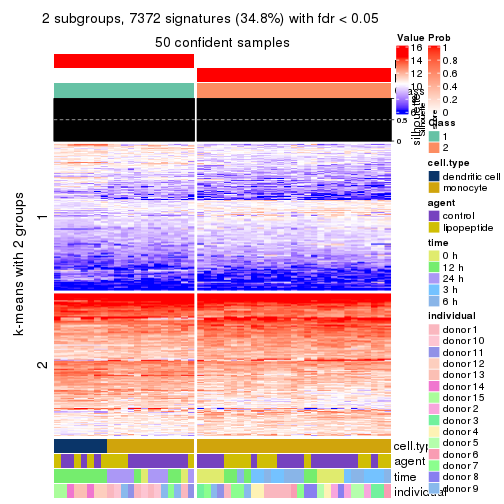 2 subgroups, 7372 signatures (34.8%) with fdr < 0.05
50 confident samples
k-means with 2 groups
1
2
0.5
0
silhouette
cell.type
agent
time
individual
Value
16
14
12
10
8
6
Prob
1
0.8
0.6
0.4
0.2
0
Class
1
2
cell.type
dendritic cell
monocyte
agent
control
lipopeptide
time
0 h
12 h
24 h
3 h
6 h
individual
donor 1
donor 10
donor 11
donor 12
donor 13
donor 14
donor 15
donor 2
donor 3
donor 4
donor 5
donor 6
donor 7
donor 8
donor 9